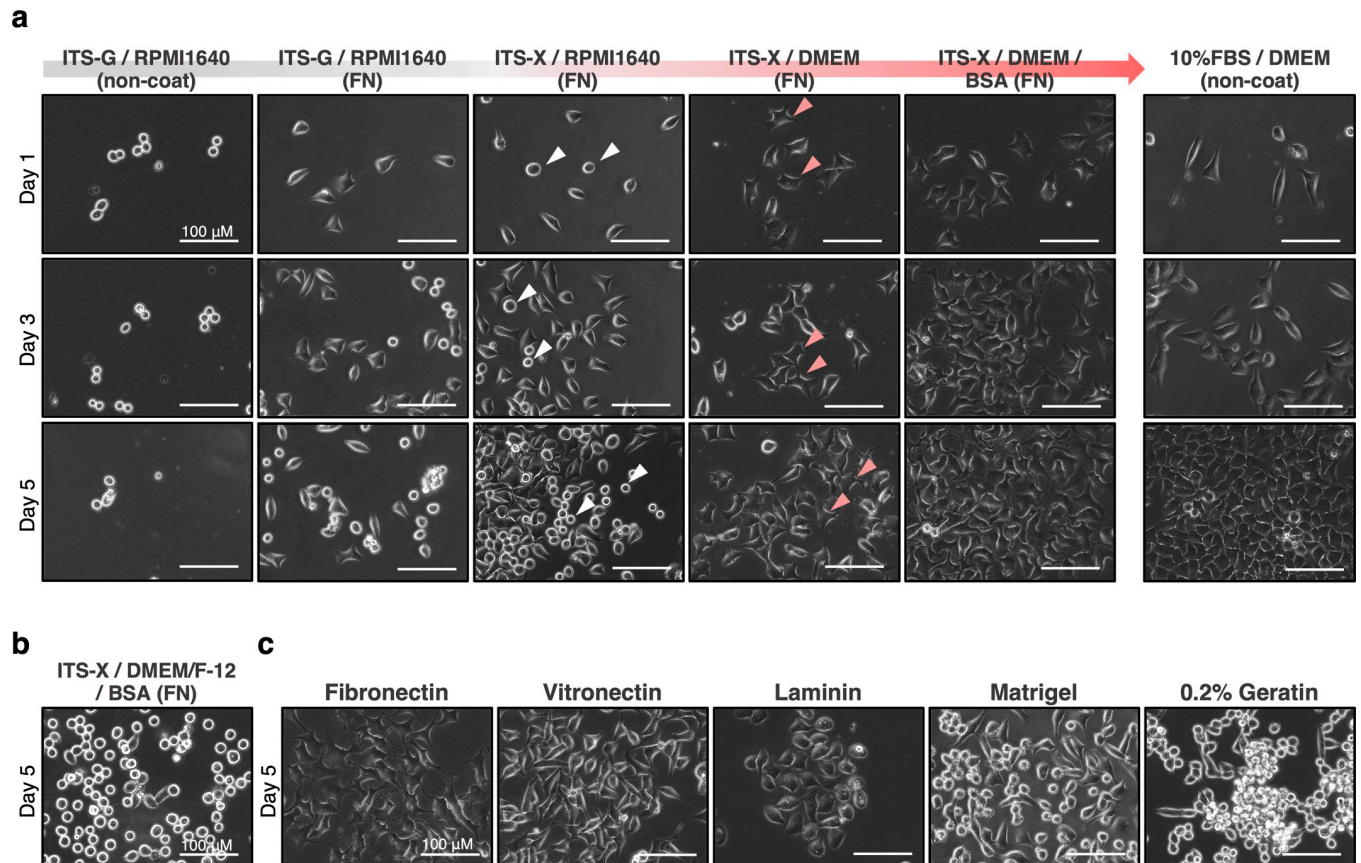 a
ITS-G / RPMI1640
(non-coat)
ITS-G / RPMI1640
(FN)
ITS-X / RPMI1640
(FN)
ITS-X / DMEM
(FN)
ITS-X / DMEM /
BSA (FN)
10%FBS / DMEM
(non-coat)
Day 1
100 µM
Day 3
Day 5
b
ITS-X / DMEM/F-12
/ BSA (FN)
Day 5
100 µM
c
Fibronectin
Vitronectin
Laminin
Matrigel
0.2% Geratin
Day 5
100 µM